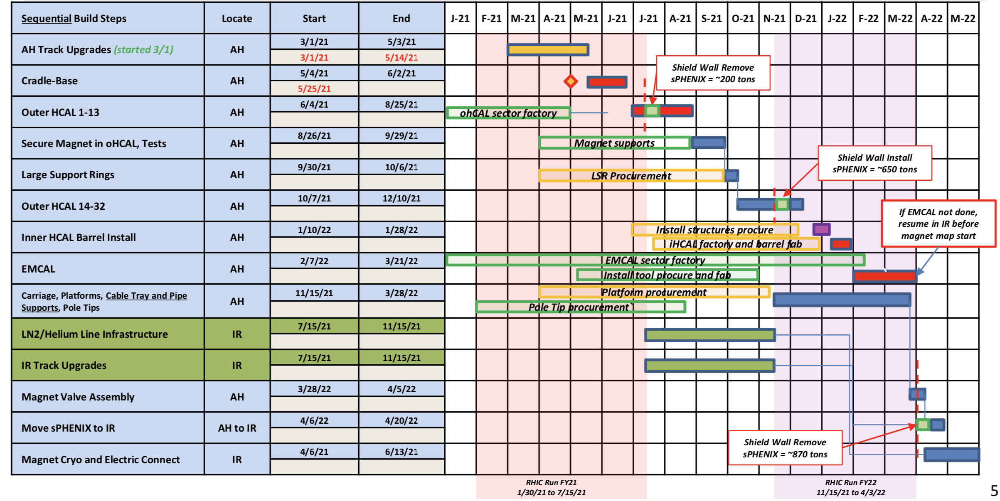 Sequential Build Steps Locate Start End J-21 F-21 M-21 A-21 M-21 J-21 J-21 A-21 S-21 O-21 N-21 D-21 J-22 F-22 M-22 A-22 M-22
AH Track Upgrades (started 3/1) AH 3/1/21 5/3/21
3/1/21 5/14/21
Shield Wall Remove
sPHENIX = ~200 tons
Cradle-Base AH 5/4/21 6/2/21
5/25/21
Outer HCAL 1-13 AH 6/4/21 8/25/21
ohCAL sector factory
Secure Magnet in oHCAL, Tests AH 8/26/21 9/29/21
Magnet supports
Shield Wall Install
sPHENIX = ~650 tons
Large Support Rings AH 9/30/21 10/6/21
LSR Procurement
Outer HCAL 14-32 AH 10/7/21 12/10/21
If EMCAL not done,
resume in IR before
magnet map start
Inner HCAL Barrel Install AH 1/10/22 1/28/22
Install structures procure
iHCAL factory and barrel fab
EMCAL AH 2/7/22 3/21/22
EMCAL sector factory
Install tool procure and fab
Carriage, Platforms, Cable Tray and Pipe
Supports, Pole Tips
AH 11/15/21 3/28/22
Platform procurement
Pole Tip procurement`
LN2/Helium Line Infrastructure IR 7/15/21 11/15/21
IR Track Upgrades IR 7/15/21 11/15/21
Magnet Valve Assembly AH 3/28/22 4/5/22
Move sPHENIX to IR AH to IR 4/6/22 4/20/22
Shield Wall Remove
sPHENIX = ~870 tons
Magnet Cryo and Electric Connect IR 4/6/21 6/13/21
RHIC Run FY21
1/30/21 to 7/15/21
RHIC Run FY22
11/15/21 to 4/3/22
5